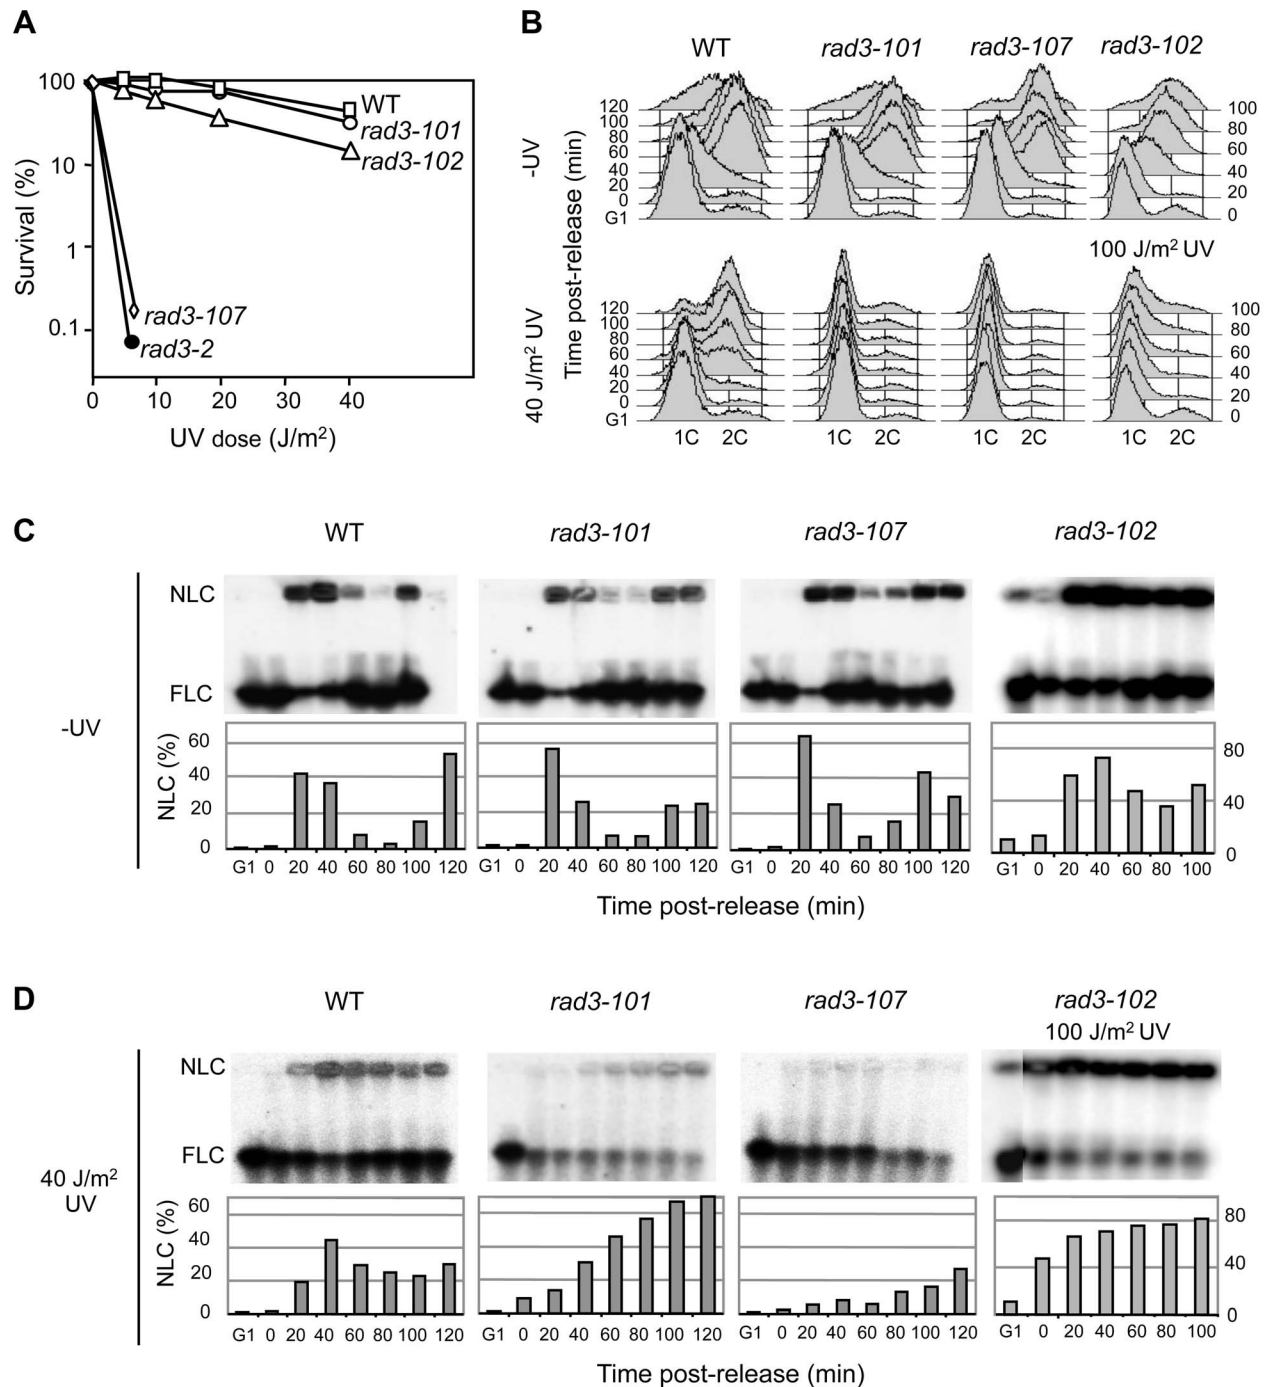 A
100
10
1
0.1
Survival (%)
WT
rad3-101
rad3-102
rad3-107
rad3-2
0 10 20 30 40
UV dose (J/m²)
B
WT rad3-101 rad3-107 rad3-102
-UV
Time post-release (min)
120
100
80
60
40
20
0
G1
100
80
60
40
20
0
100 J/m² UV
40 J/m² UV
120
100
80
60
40
20
0
G1
100
80
60
40
20
0
1C 2C 1C 2C 1C 2C 1C 2C
C
WT rad3-101 rad3-107 rad3-102
-UV
NLC
FLC
NLC (%)
60
40
20
0
80
40
0
G1 0 20 40 60 80 100 120 G1 0 20 40 60 80 100 120 G1 0 20 40 60 80 100 120 G1 0 20 40 60 80 100
Time post-release (min)
D
WT rad3-101 rad3-107 rad3-102
100 J/m² UV
40 J/m²
UV
NLC
FLC
NLC (%)
60
40
20
0
80
40
0
G1 0 20 40 60 80 100 120 G1 0 20 40 60 80 100 120 G1 0 20 40 60 80 100 120 G1 0 20 40 60 80 100
Time post-release (min)